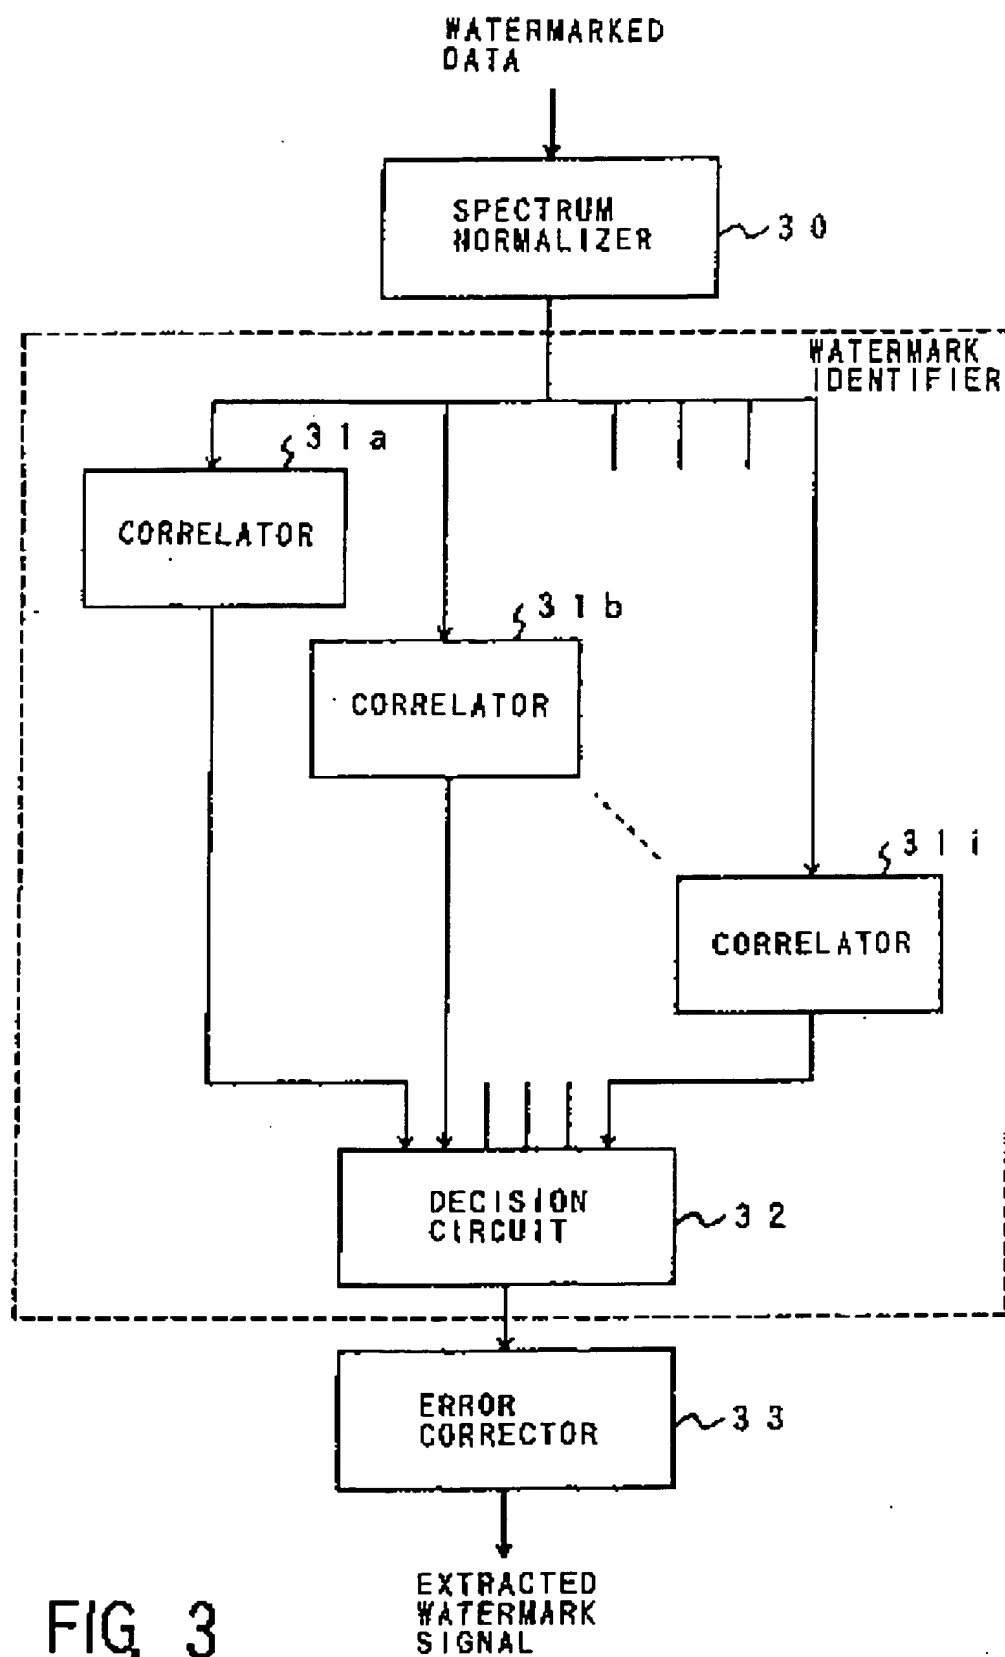 WATERMARKED
DATA
SPECTRUM
NORMALIZER
30
WATERMARK
IDENTIFIER
31a
CORRELATOR
31b
CORRELATOR
31i
CORRELATOR
DECISION
CIRCUIT
32
ERROR
CORRECTOR
33
EXTRACTED
WATERMARK
SIGNAL
FIG. 3